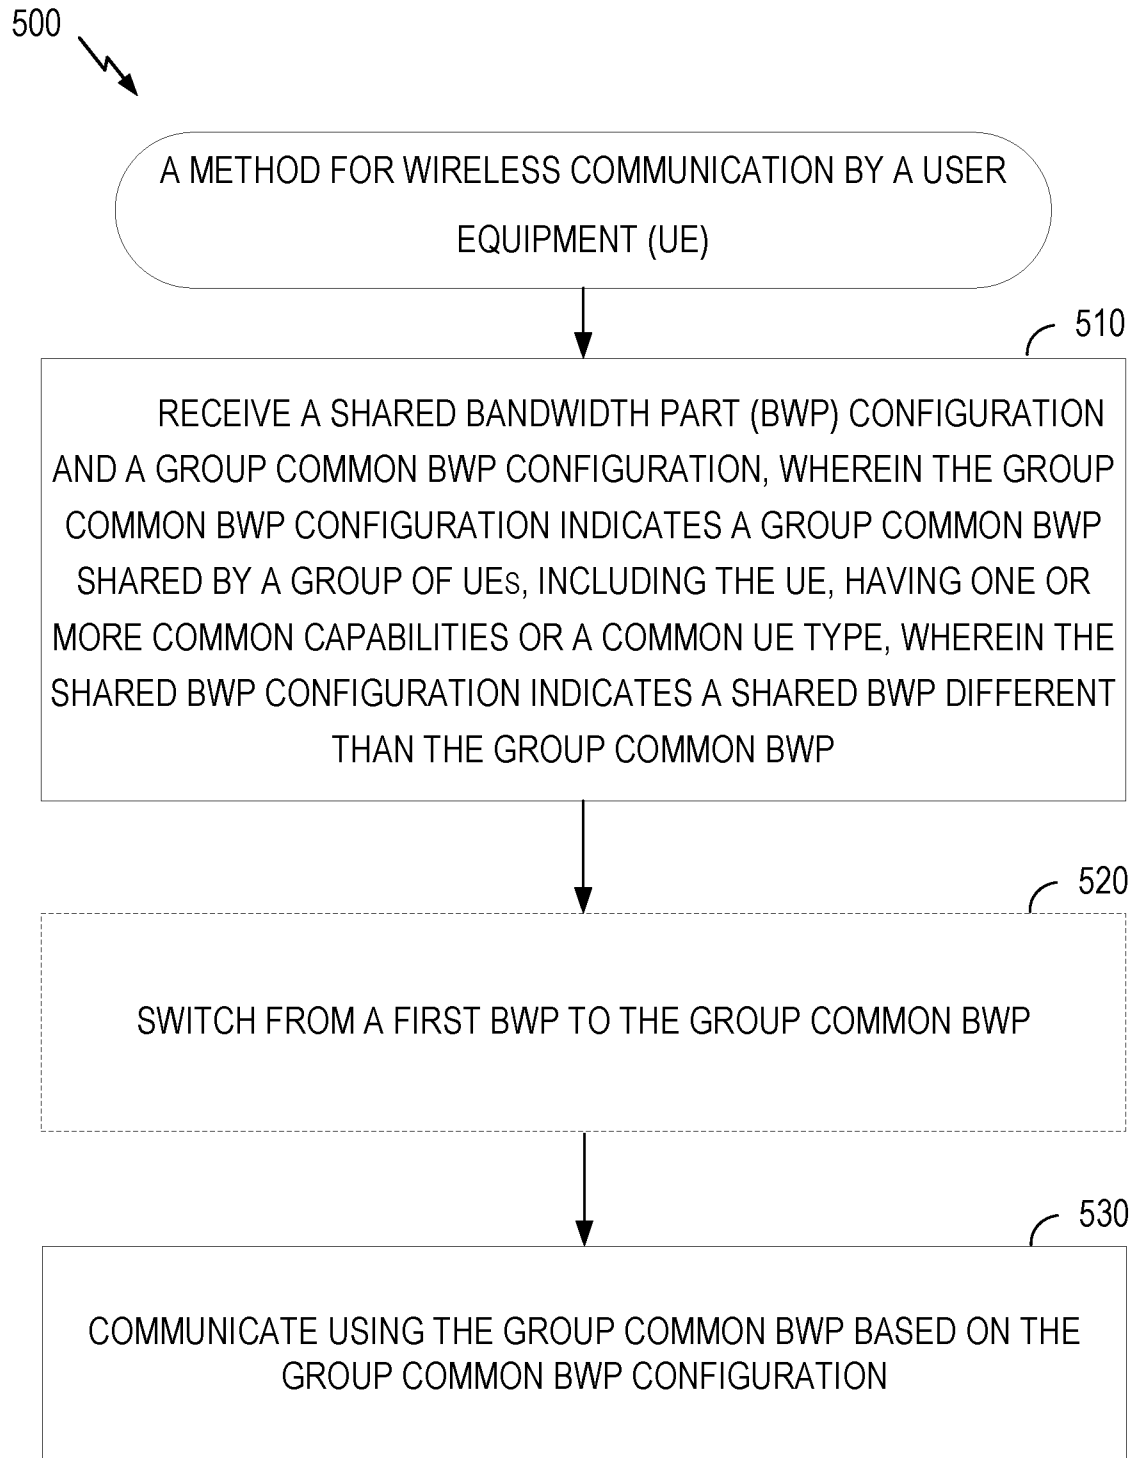 500
A METHOD FOR WIRELESS COMMUNICATION BY A USER
EQUIPMENT (UE)
510
RECEIVE A SHARED BANDWIDTH PART (BWP) CONFIGURATION
AND A GROUP COMMON BWP CONFIGURATION, WHEREIN THE GROUP
COMMON BWP CONFIGURATION INDICATES A GROUP COMMON BWP
SHARED BY A GROUP OF UEs, INCLUDING THE UE, HAVING ONE OR
MORE COMMON CAPABILITIES OR A COMMON UE TYPE, WHEREIN THE
SHARED BWP CONFIGURATION INDICATES A SHARED BWP DIFFERENT
THAN THE GROUP COMMON BWP
520
SWITCH FROM A FIRST BWP TO THE GROUP COMMON BWP
530
COMMUNICATE USING THE GROUP COMMON BWP BASED ON THE
GROUP COMMON BWP CONFIGURATION